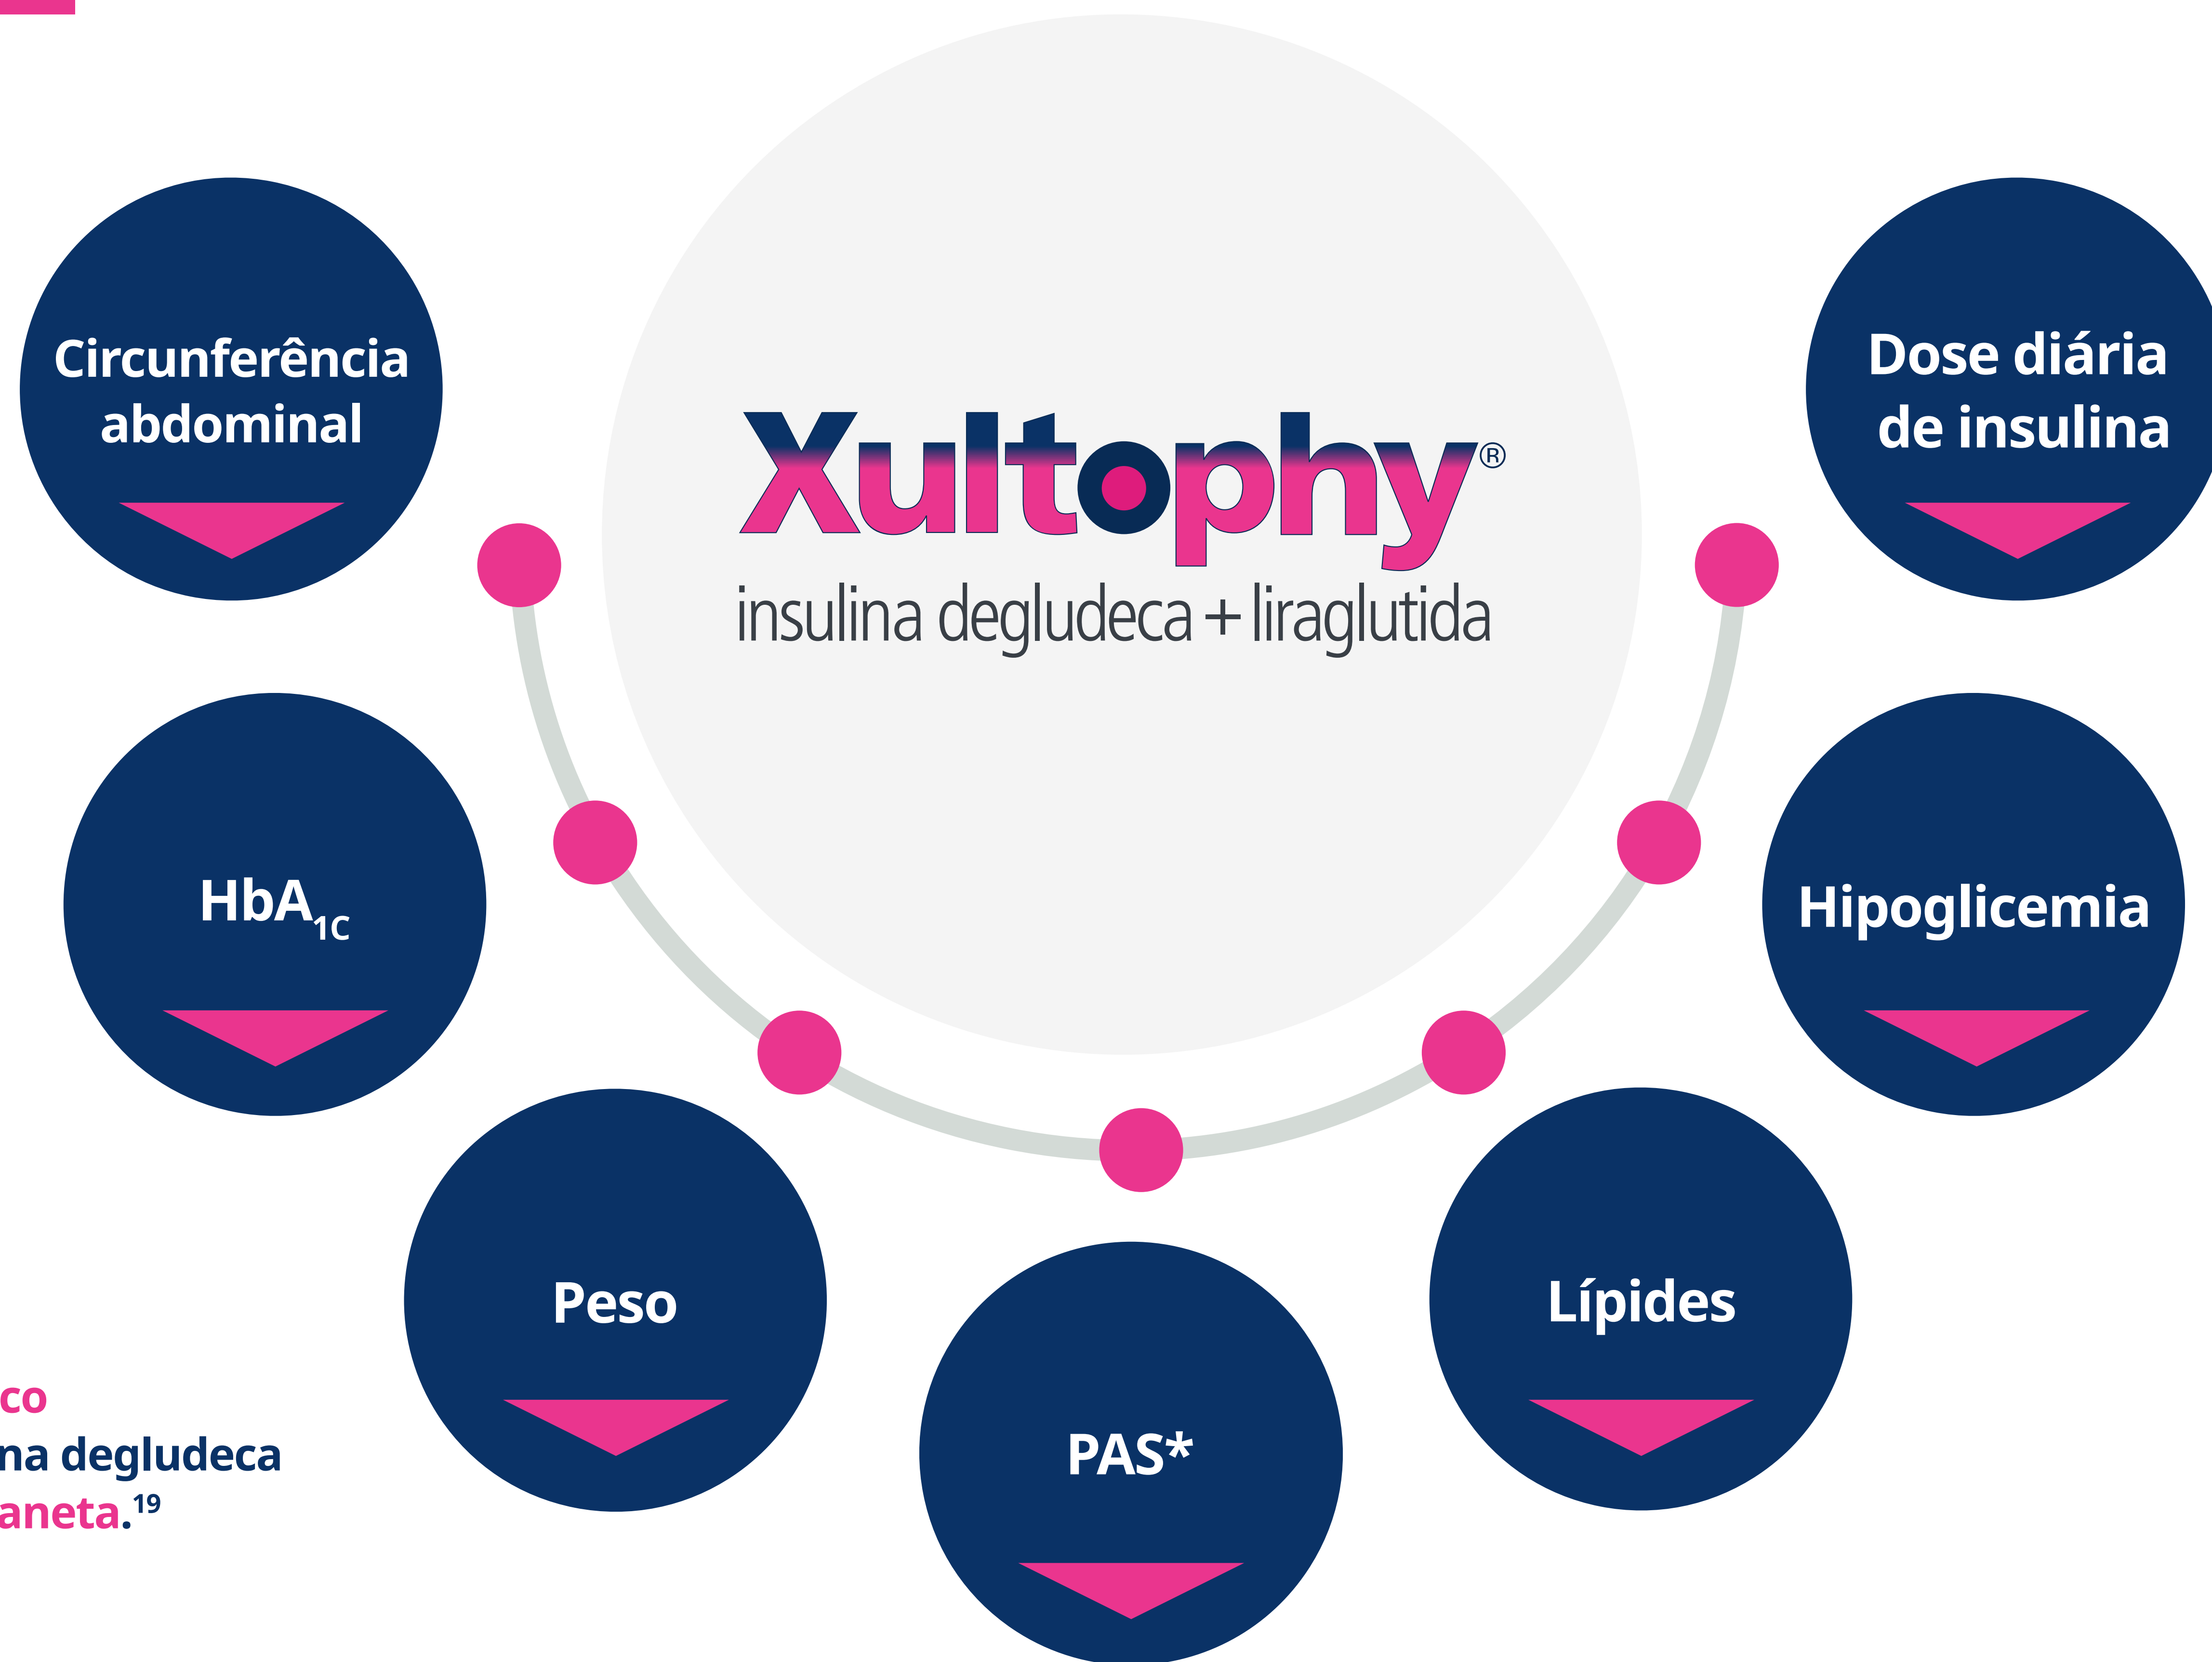 Xultophy®
insulina degludeca + liraglutida
Circunferência
abdominal
HbA1C
Peso
PAS*
Lípides
Hipoglicemia
Dose diária
de insulina
co
na degludeca
aneta.19